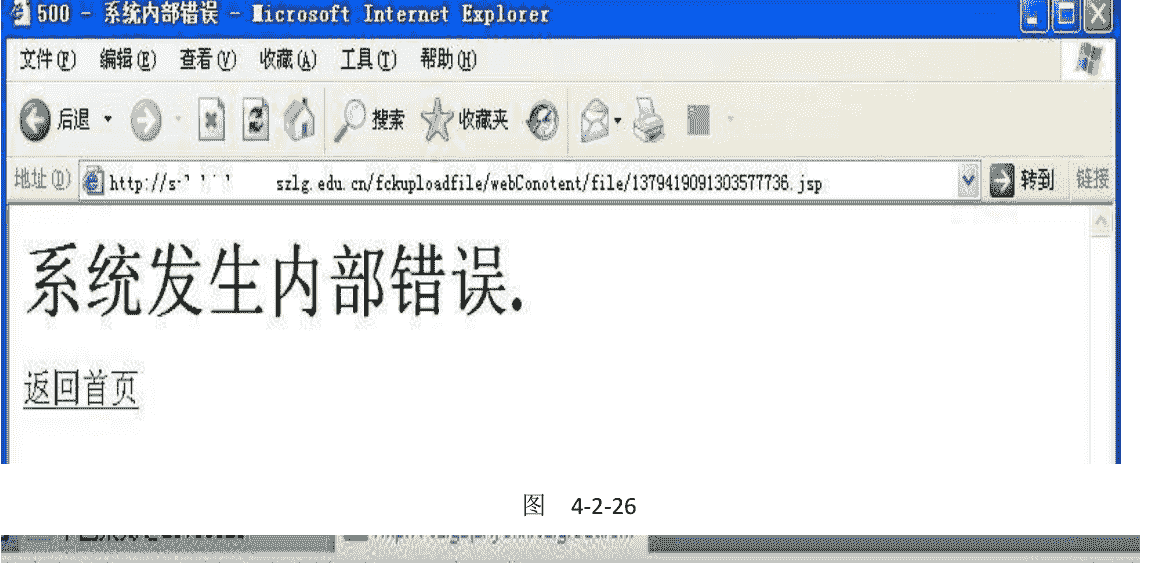 500 - 系统内部错误 - Microsoft Internet Explorer
文件(F) 编辑(E) 查看(V) 收藏(A) 工具(T) 帮助(H)
后退 搜索 收藏夹
地址(D) http://s szlg.edu.cn/fckuploadfile/webConotent/file/1379419091303577736.jsp 转到 链接
系统发生内部错误.
返回首页
图 4-2-26